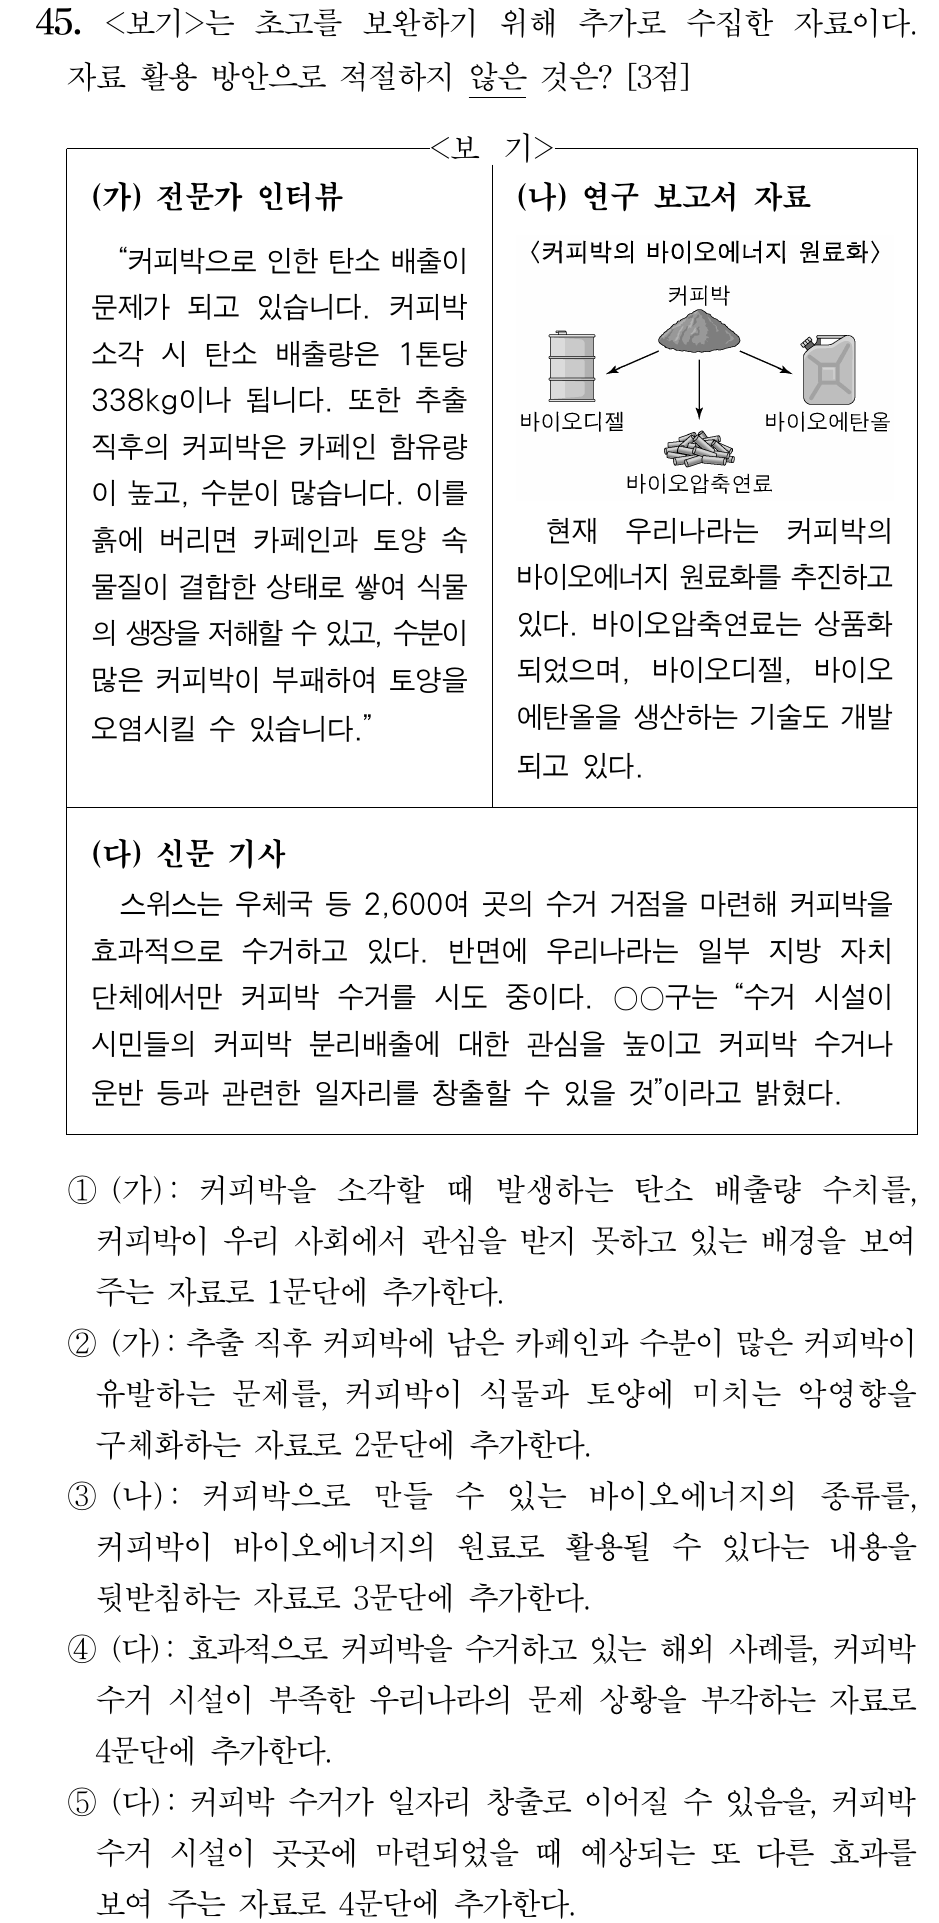 45. <보기>는 초고를 보완하기 위해 추가로 수집한 자료이다.
자료 활용 방안으로 적절하지 않은 것은? [3점]
<보 기>
(가) 전문가 인터뷰
“커피박으로 인한 탄소 배출이
문제가 되고 있습니다. 커피박
소각 시 탄소 배출량은 1톤당
338kg이나 됩니다. 또한 추출
직후의 커피박은 카페인 함유량
이 높고, 수분이 많습니다. 이를
흙에 버리면 카페인과 토양 속
물질이 결합한 상태로 쌓여 식물
의 생장을 저해할 수 있고, 수분이
많은 커피박이 부패하여 토양을
오염시킬 수 있습니다.”
(나) 연구 보고서 자료
〈커피박의 바이오에너지 원료화〉
커피박
바이오디젤
바이오에탄올
바이오압축연료
현재 우리나라는 커피박의
바이오에너지 원료화를 추진하고
있다. 바이오압축연료는 상품화
되었으며, 바이오디젤, 바이오
에탄올을 생산하는 기술도 개발
되고 있다.
(다) 신문 기사
스위스는 우체국 등 2,600여 곳의 수거 거점을 마련해 커피박을
효과적으로 수거하고 있다. 반면에 우리나라는 일부 지방 자치
단체에서만 커피박 수거를 시도 중이다. ○○구는 “수거 시설이
시민들의 커피박 분리배출에 대한 관심을 높이고 커피박 수거나
운반 등과 관련한 일자리를 창출할 수 있을 것”이라고 밝혔다.
① (가): 커피박을 소각할 때 발생하는 탄소 배출량 수치를,
커피박이 우리 사회에서 관심을 받지 못하고 있는 배경을 보여
주는 자료로 1문단에 추가한다.
② (가): 추출 직후 커피박에 남은 카페인과 수분이 많은 커피박이
유발하는 문제를, 커피박이 식물과 토양에 미치는 악영향을
구체화하는 자료로 2문단에 추가한다.
③ (나): 커피박으로 만들 수 있는 바이오에너지의 종류를,
커피박이 바이오에너지의 원료로 활용될 수 있다는 내용을
뒷받침하는 자료로 3문단에 추가한다.
④ (다): 효과적으로 커피박을 수거하고 있는 해외 사례를, 커피박
수거 시설이 부족한 우리나라의 문제 상황을 부각하는 자료로
4문단에 추가한다.
⑤ (다): 커피박 수거가 일자리 창출로 이어질 수 있음을, 커피박
수거 시설이 곳곳에 마련되었을 때 예상되는 또 다른 효과를
보여 주는 자료로 4문단에 추가한다.